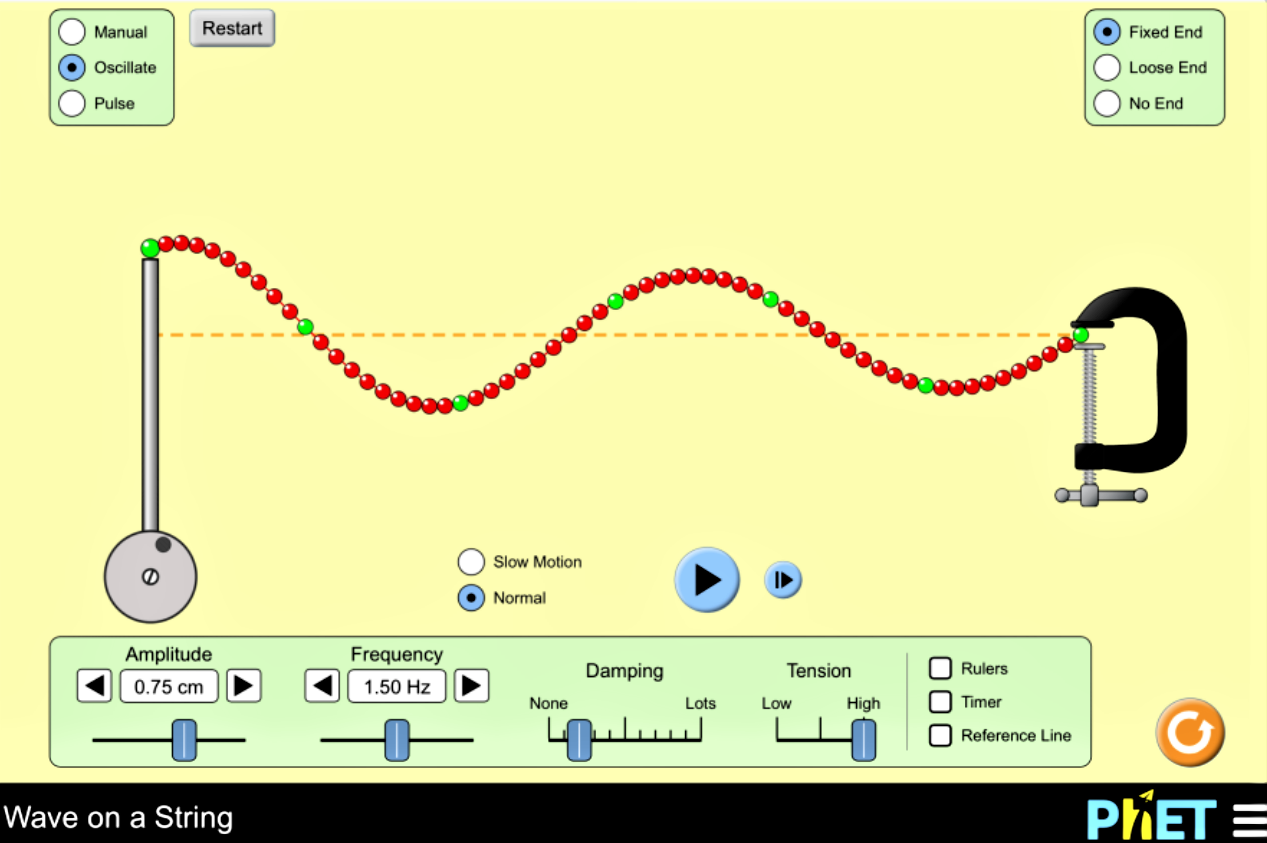 Manual
Oscillate
Pulse
Restart
Fixed End
Loose End
No End
Slow Motion
Normal
Amplitude
0.75 cm
Frequency
1.50 Hz
Damping
None
Lots
Tension
Low
High
Rulers
Timer
Reference Line
Wave on a String
PhET